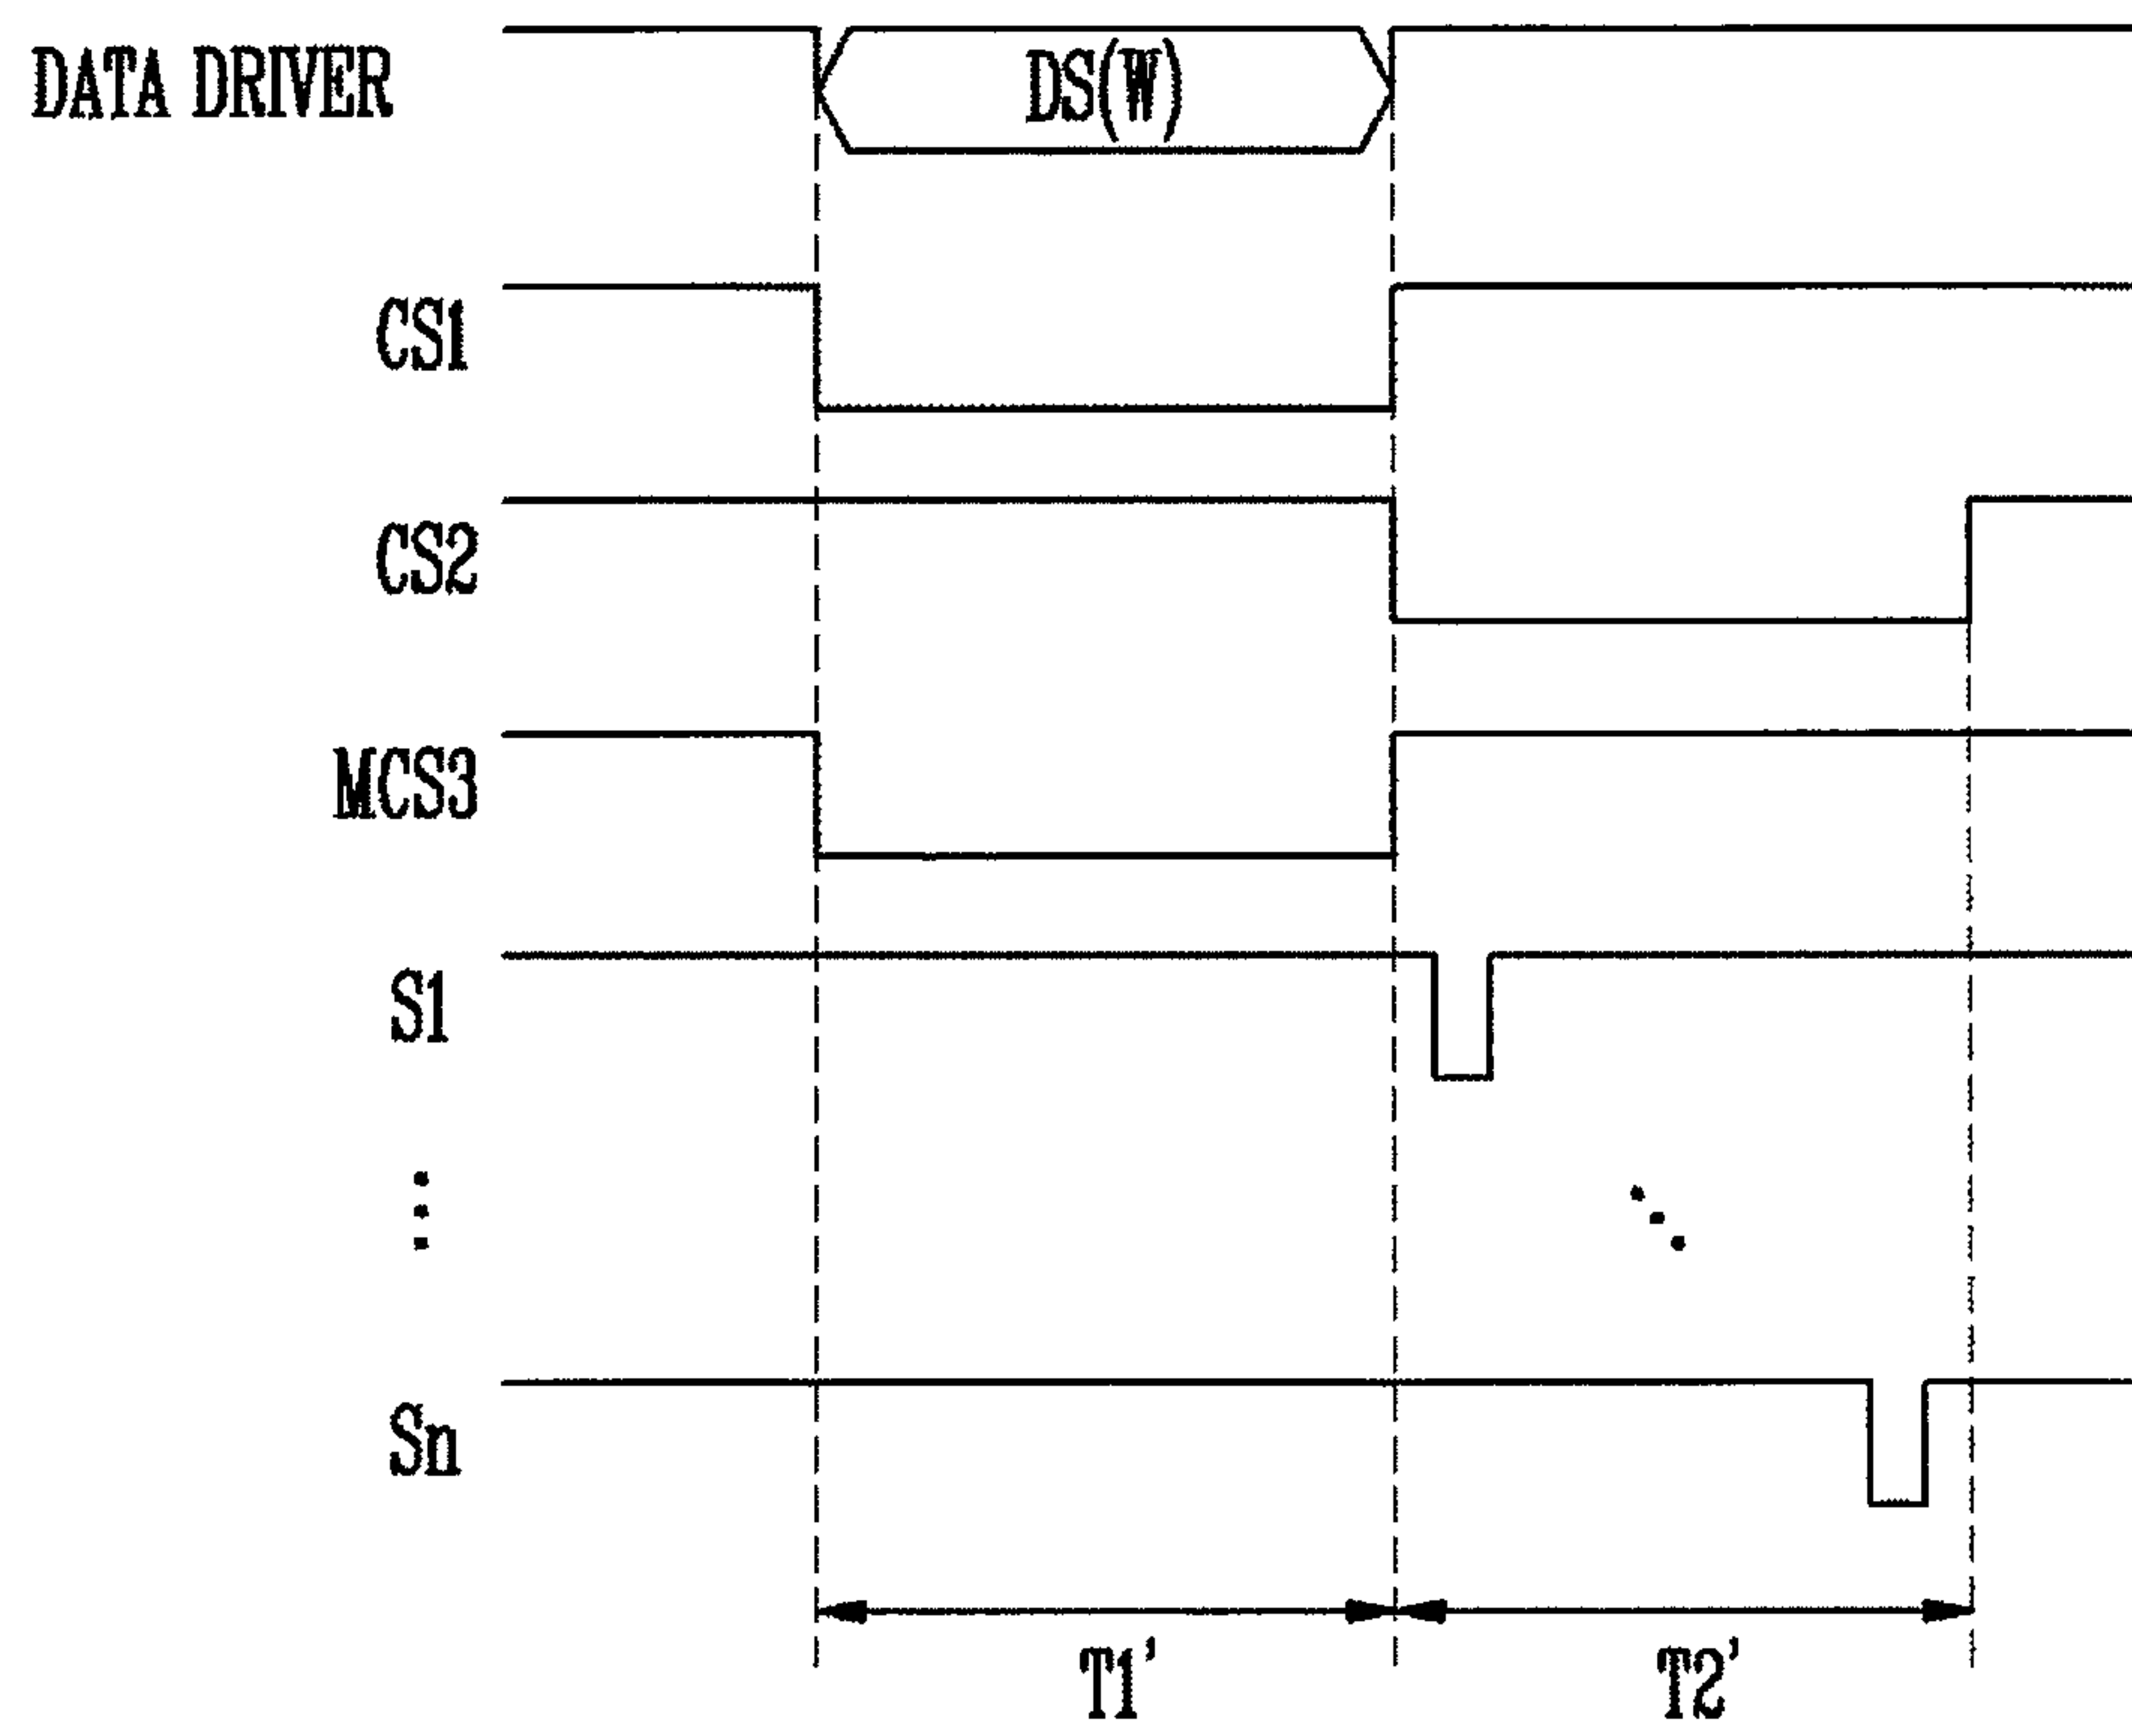 DATA DRIVER
DS(W)
CS1
CS2
MCS3
S1
Sn
T1' T2'